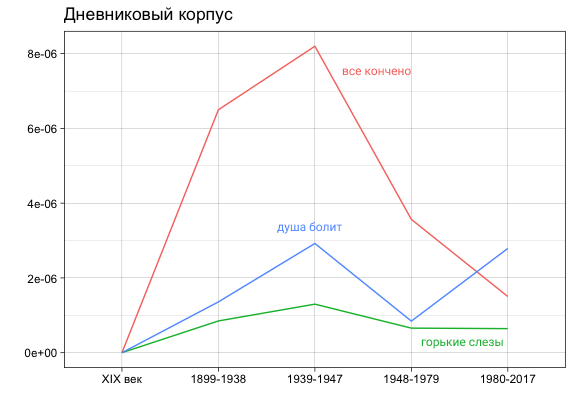 Дневниковый корпус
8e-06
все кончено
6e-06
4e-06
душа болит
2e-06
горькие слезы
0e+00
XIX век 1899-1938 1939-1947 1948-1979 1980-2017